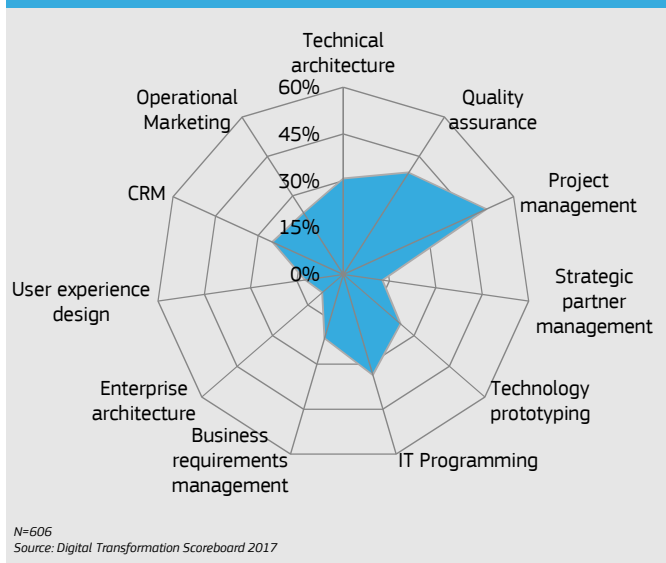 Technical
architecture
60%
45%
30%
15%
0%
Quality
assurance
Project
management
Strategic
partner
management
Technology
prototyping
IT Programming
Business
requirements
management
Enterprise
architecture
User experience
design
CRM
Operational
Marketing
N=606
Source: Digital Transformation Scoreboard 2017